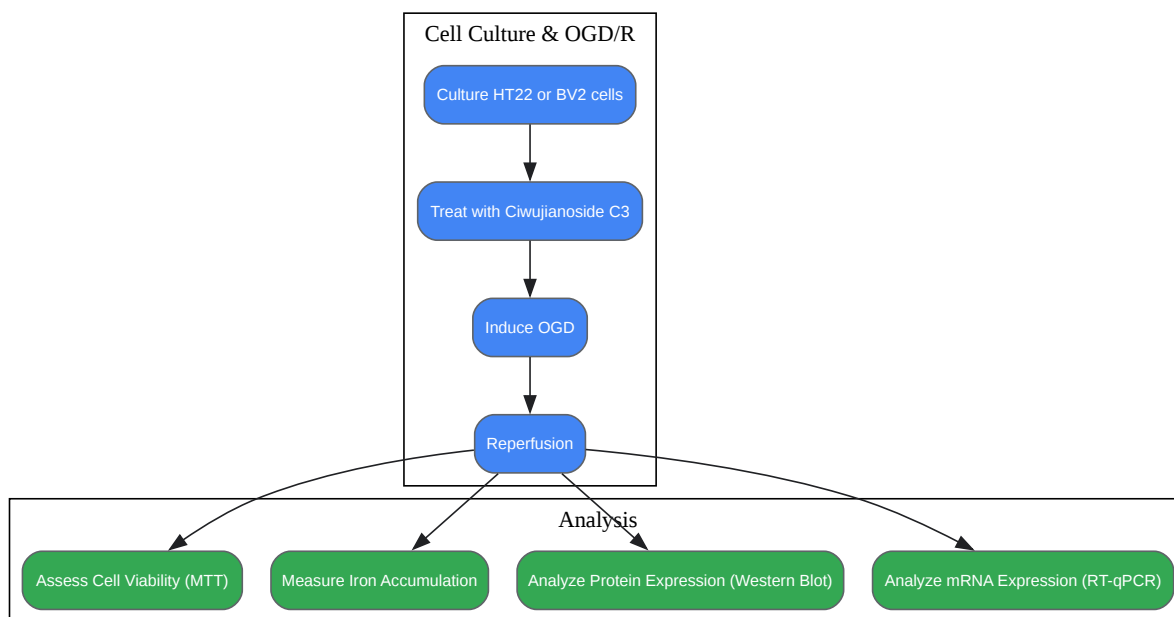 Cell Culture & OGD/R
Culture HT22 or BV2 cells
Treat with Ciwujianoside C3
Induce OGD
Reperfusion
Analysis
Assess Cell Viability (MTT)
Measure Iron Accumulation
Analyze Protein Expression (Western Blot)
Analyze mRNA Expression (RT-qPCR)